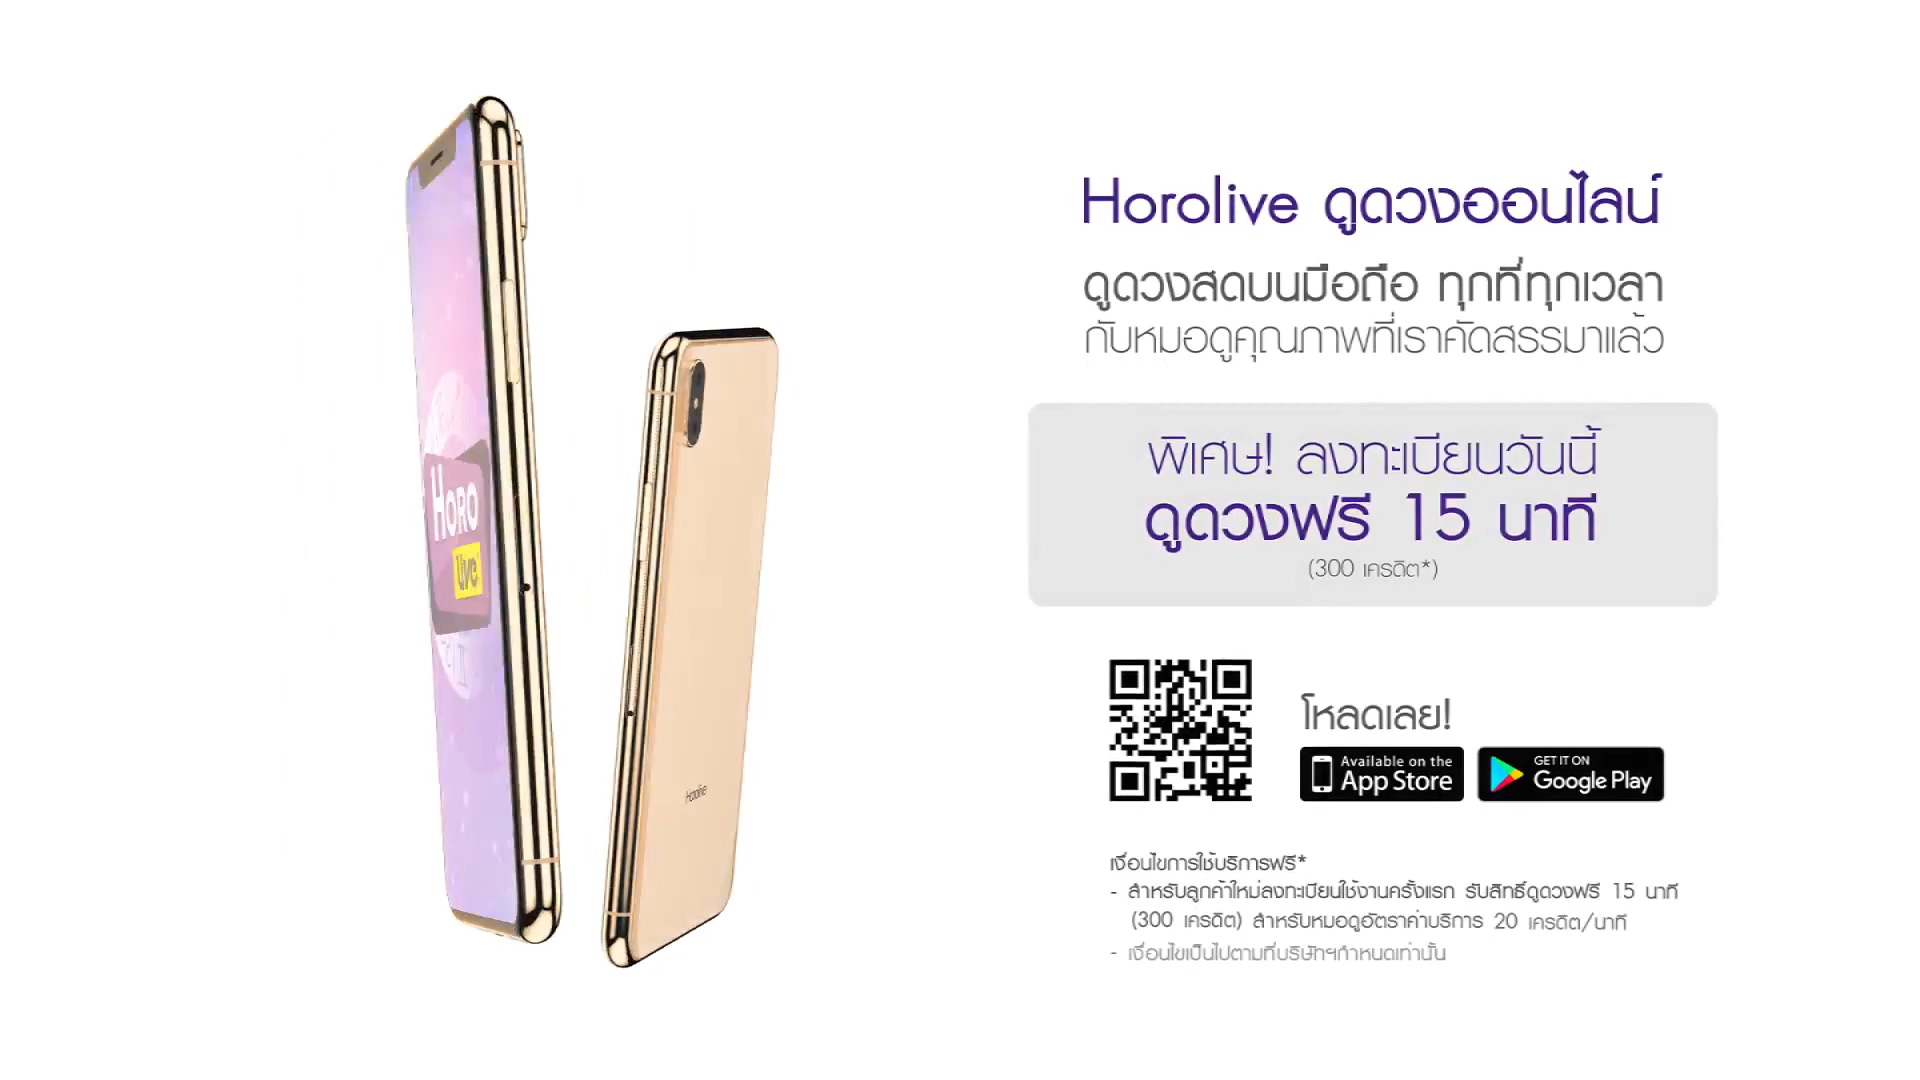 HORO
Live
Horolive
Horolive ดูดวงออนไลน์
ดูดวงสดบนมือถือ ทุกที่ทุกเวลา
กับหมอดูคุณภาพที่เราคัดสรรมาแล้ว
พิเศษ! ลงทะเบียนวันนี้
ดูดวงฟรี 15 นาที
(300 เครดิต*)
โหลดเลย!
Available on the
App Store
GET IT ON
Google Play
เงื่อนไขการใช้บริการฟรี*
- สำหรับลูกค้าใหม่ลงทะเบียนใช้งานครั้งแรก รับสิทธิ์ดูดวงฟรี 15 นาที
(300 เครดิต) สำหรับหมอดูอัตราค่าบริการ 20 เครดิต/นาที
- เงื่อนไขเป็นไปตามที่บริษัทฯกำหนดเท่านั้น